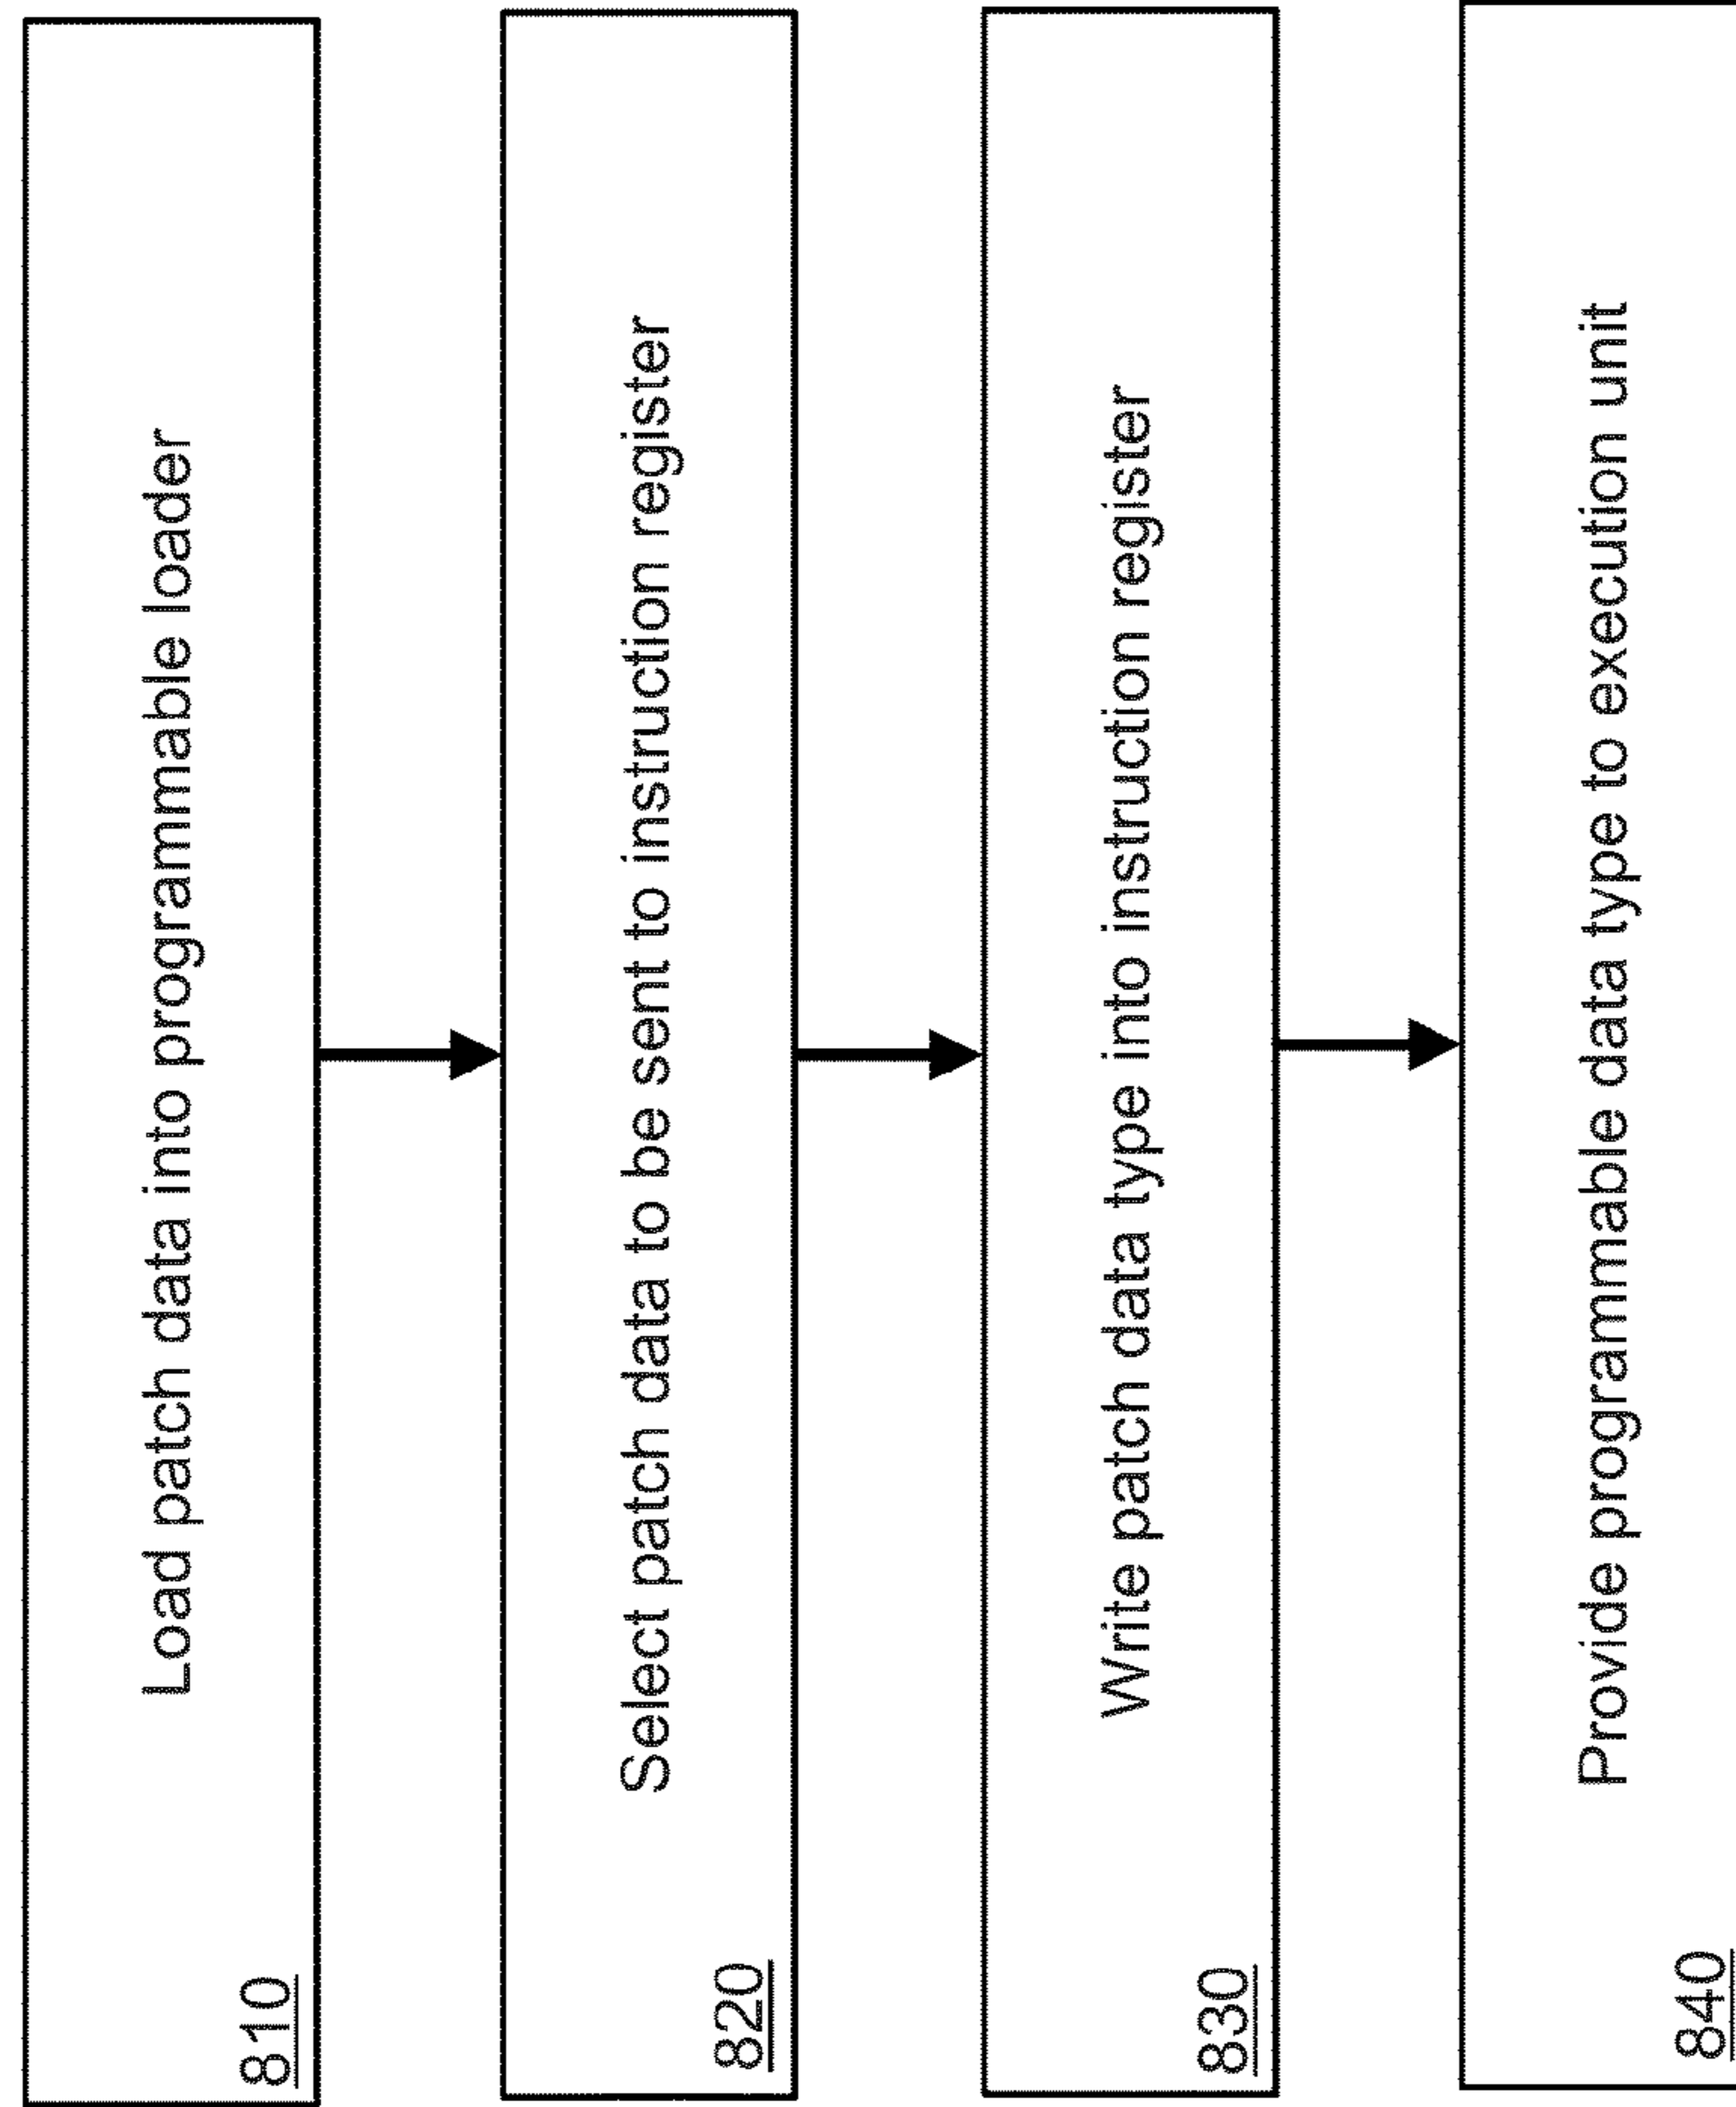 Load patch data into programmable loader
810
Select patch data to be sent to instruction register
820
Write patch data type into instruction register
830
Provide programmable data type to execution unit
840